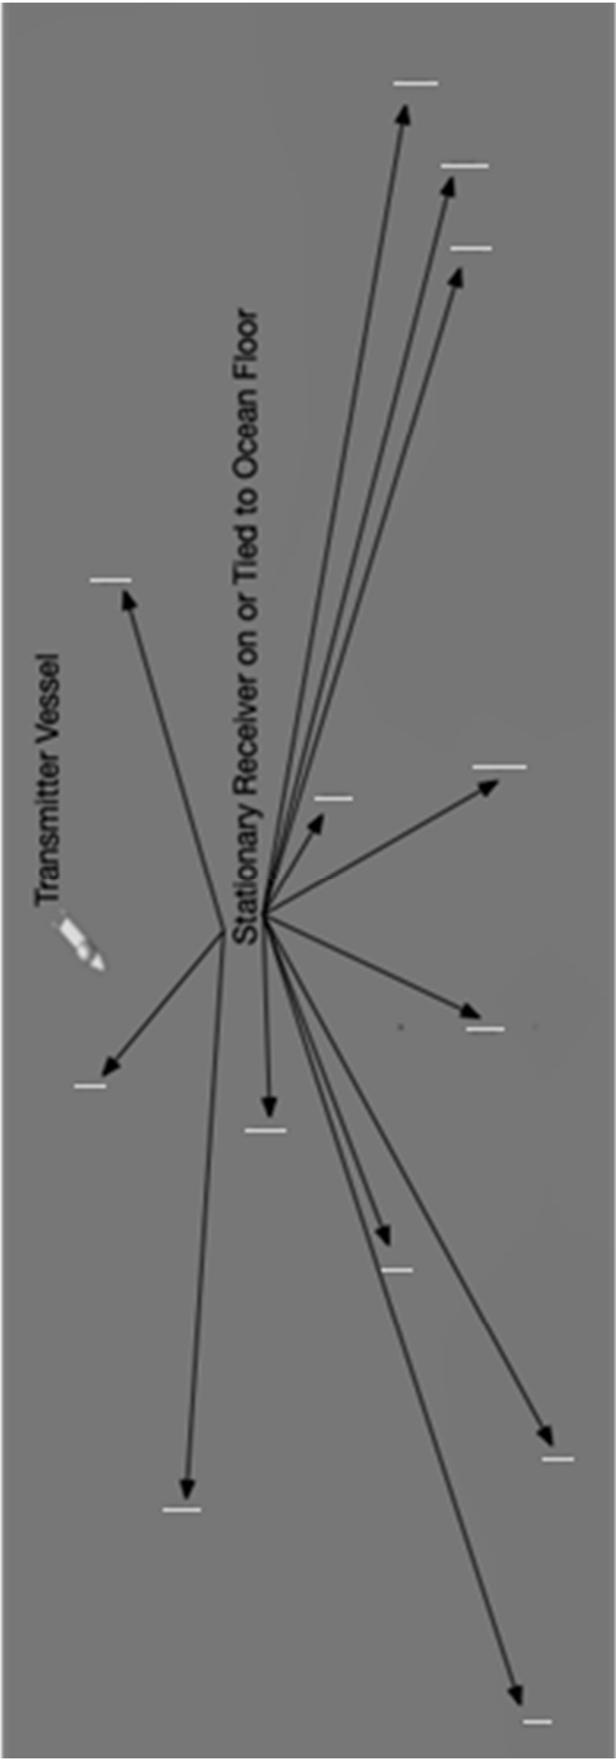 Transmitter Vessel
Stationary Receiver on or Tied to Ocean Floor